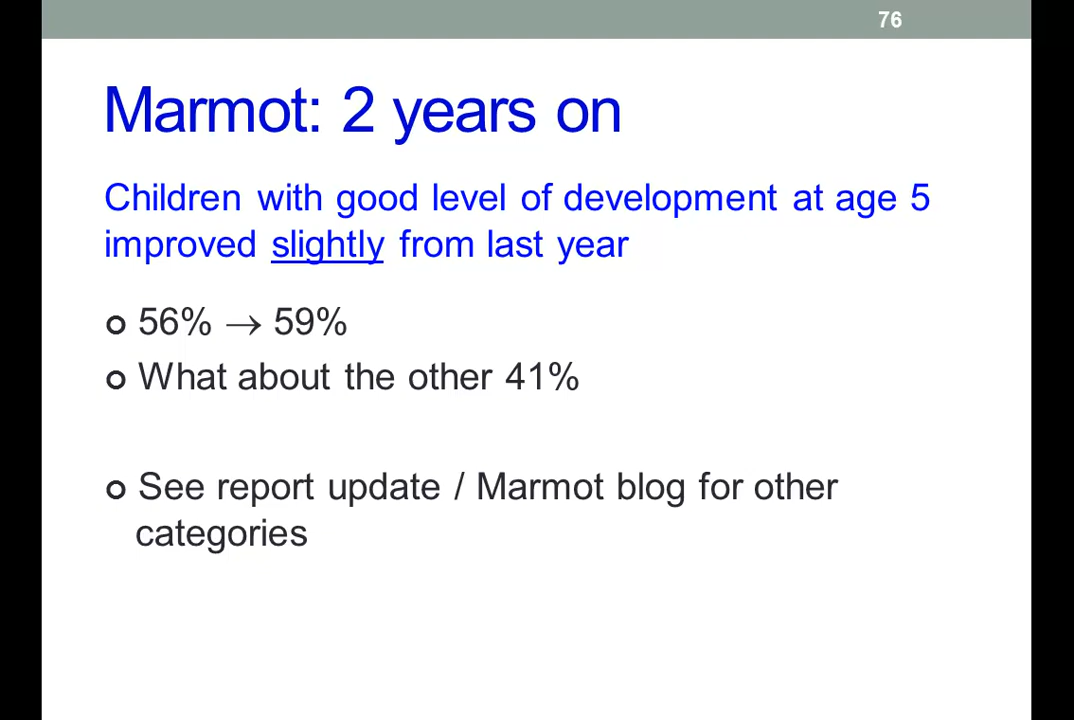 76
Marmot: 2 years on
Children with good level of development at age 5
improved slightly from last year
56% → 59%
What about the other 41%
See report update / Marmot blog for other
categories